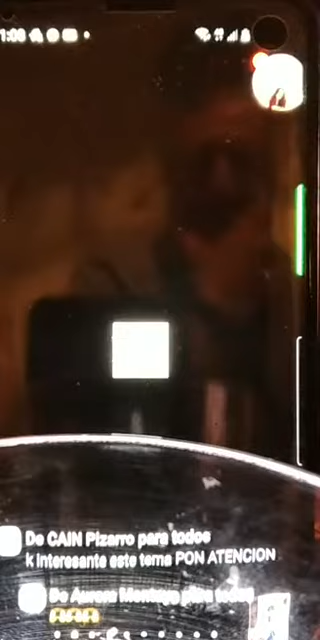 De CAIN Pizarro para todos
k interesante este tema PON ATENCION
De Aurora Montoya para todos